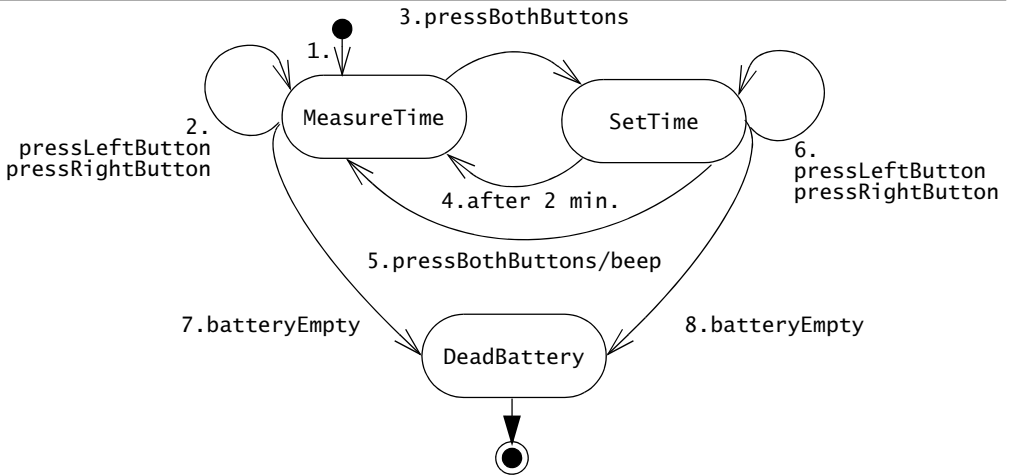 3.pressBothButtons
1.
MeasureTime
SetTime
2.
pressLeftButton
pressRightButton
6.
pressLeftButton
pressRightButton
4.after 2 min.
5.pressBothButtons/beep
7.batteryEmpty
8.batteryEmpty
DeadBattery